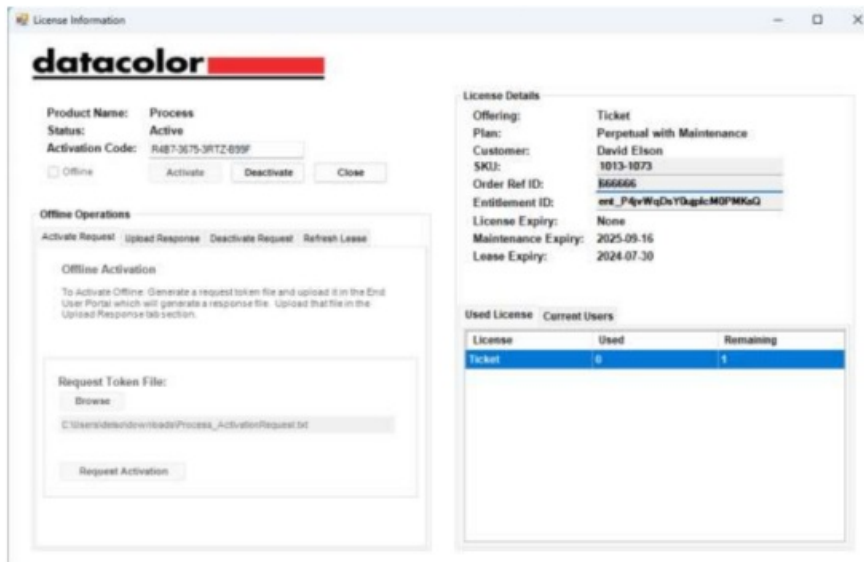 License Information
datacolor
Product Name: Process
Status: Active
Activation Code: R4B7-3675-3RTZ-B99F
Offline Activate Deactivate Close
Offline Operations
Activate Request Upload Response Deactivate Request Refresh Lease
Offline Activation
To Activate Offline: Generate a request token file and upload it in the End
User Portal which will generate a response file. Upload that file in the
Upload Response tab section.
Request Token File:
Browse
C:\Users\delso\downloads\Process_ActivationRequest.txt
Request Activation
License Details
Offering: Ticket
Plan: Perpetual with Maintenance
Customer: David Elson
SKU: 1013-1073
Order Ref ID: 666666
Entitlement ID:
License Expiry: None
Maintenance Expiry: 2025-09-16
Lease Expiry: 2024-07-30
Used License Current Users
License Used Remaining
Ticket 0 1